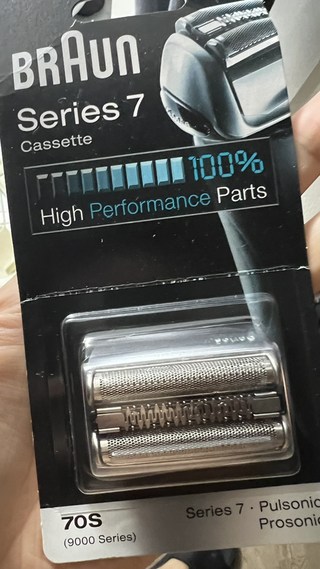 BRAUN
Series 7
Cassette
100%
High Performance Parts
70S
(9000 Series)
Series 7 · Pulsonic
Prosonic